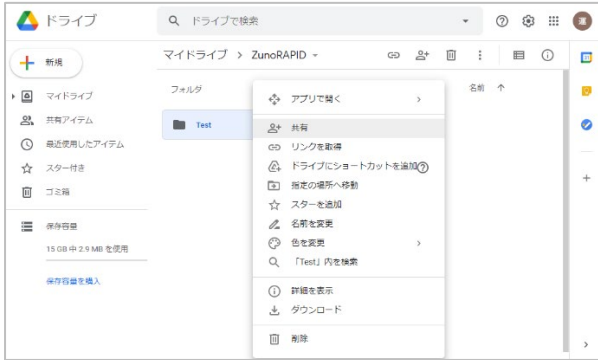 ドライブ
ドライブで検索
運
新規
マイドライブ > ZunoRAPID
マイドライブ
共有アイテム
最近使用したアイテム
スター付き
ゴミ箱
保存容量
15 GB 中 2.9 MB を使用
保存容量を購入
フォルダ
名前
Test
アプリで開く
共有
リンクを取得
ドライブにショートカットを追加
指定の場所へ移動
スターを追加
名前を変更
色を変更
「Test」内を検索
詳細を表示
ダウンロード
削除